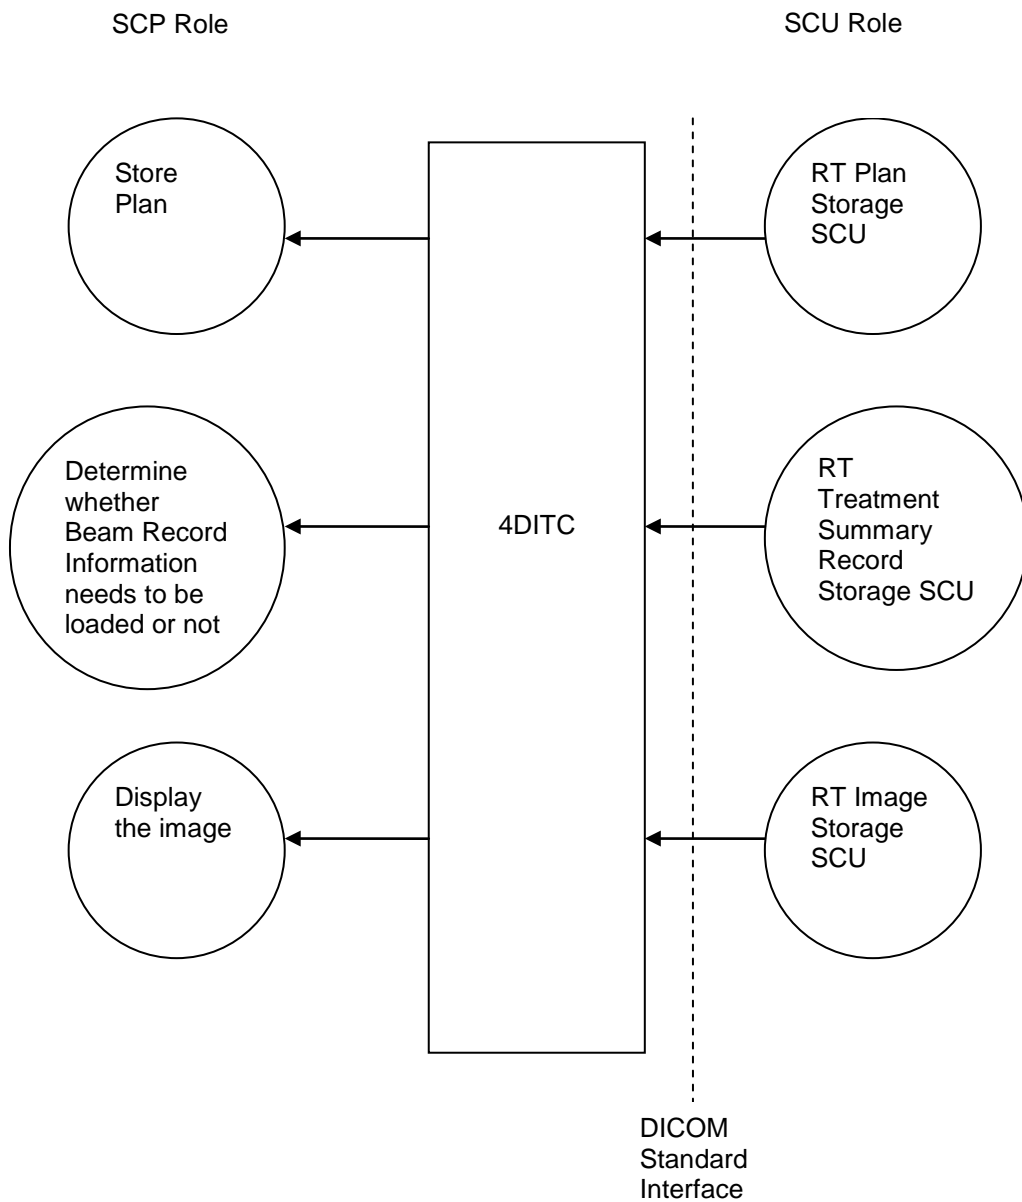 SCP Role
SCU Role
Store
Plan
RT Plan
Storage
SCU
Determine
whether
Beam Record
Information
needs to be
loaded or not
4DITC
RT
Treatment
Summary
Record
Storage SCU
Display
the image
RT Image
Storage
SCU
DICOM
Standard
Interface